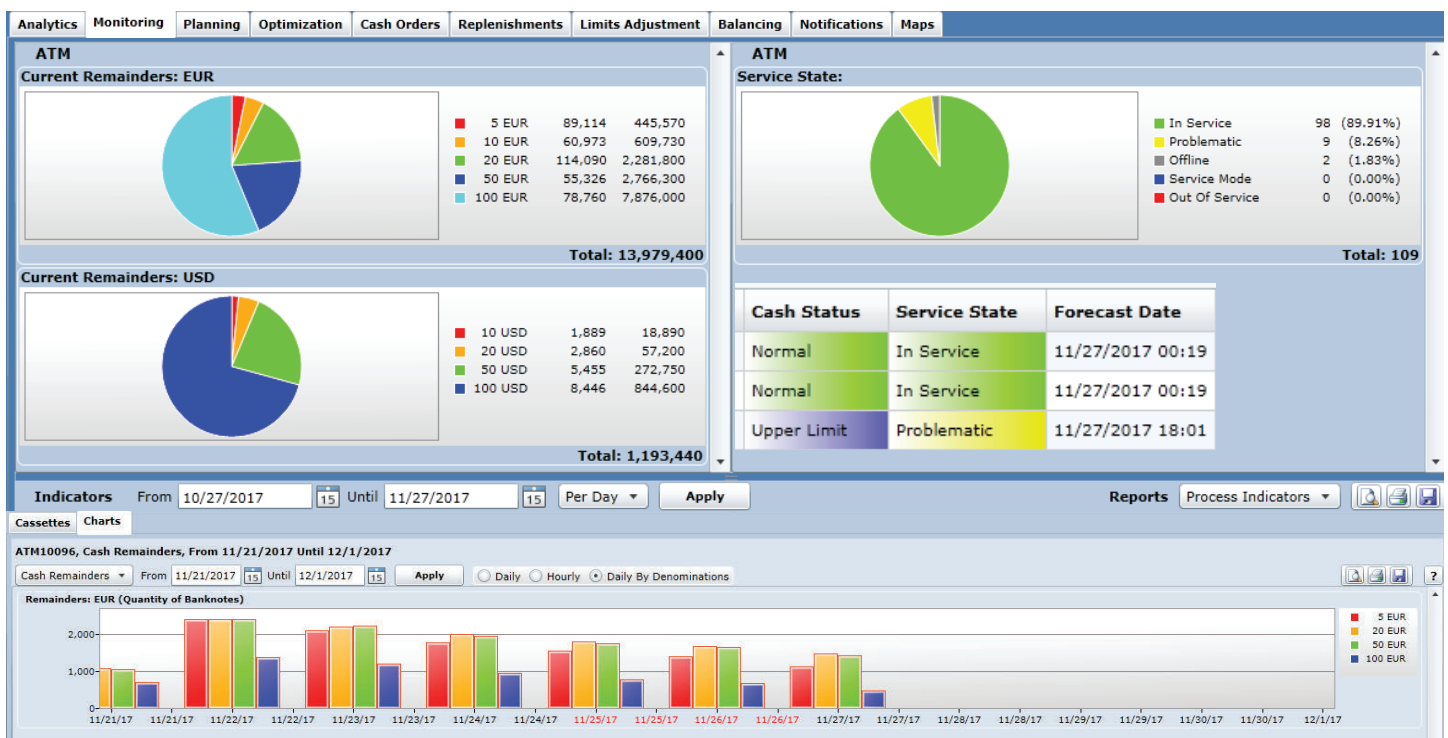 Analytics Monitoring Planning Optimization Cash Orders Replenishments Limits Adjustment Balancing Notifications Maps
ATM
Current Remainders: EUR
5 EUR 89,114 445,570
10 EUR 60,973 609,730
20 EUR 114,090 2,281,800
50 EUR 55,326 2,766,300
100 EUR 78,760 7,876,000
Total: 13,979,400
Current Remainders: USD
10 USD 1,889 18,890
20 USD 2,860 57,200
50 USD 5,455 272,750
100 USD 8,446 844,600
Total: 1,193,440
ATM
Service State:
In Service 98 (89.91%)
Problematic 9 (8.26%)
Offline 2 (1.83%)
Service Mode 0 (0.00%)
Out Of Service 0 (0.00%)
Total: 109
Cash Status Service State Forecast Date
Normal In Service 11/27/2017 00:19
Normal In Service 11/27/2017 00:19
Upper Limit Problematic 11/27/2017 18:01
Indicators From 10/27/2017 15 Until 11/27/2017 15 Per Day Apply Reports Process Indicators
Cassettes Charts
ATM10096, Cash Remainders, From 11/21/2017 Until 12/1/2017
Cash Remainders From 11/21/2017 15 Until 12/1/2017 15 Apply Daily Hourly Daily By Denominations ?
Remainders: EUR (Quantity of Banknotes)
2,000
1,000
0
11/21/17 11/21/17 11/22/17 11/22/17 11/23/17 11/23/17 11/24/17 11/24/17 11/25/17 11/25/17 11/26/17 11/26/17 11/27/17 11/27/17 11/28/17 11/28/17 11/29/17 11/29/17 11/30/17 11/30/17 12/1/17
5 EUR
20 EUR
50 EUR
100 EUR